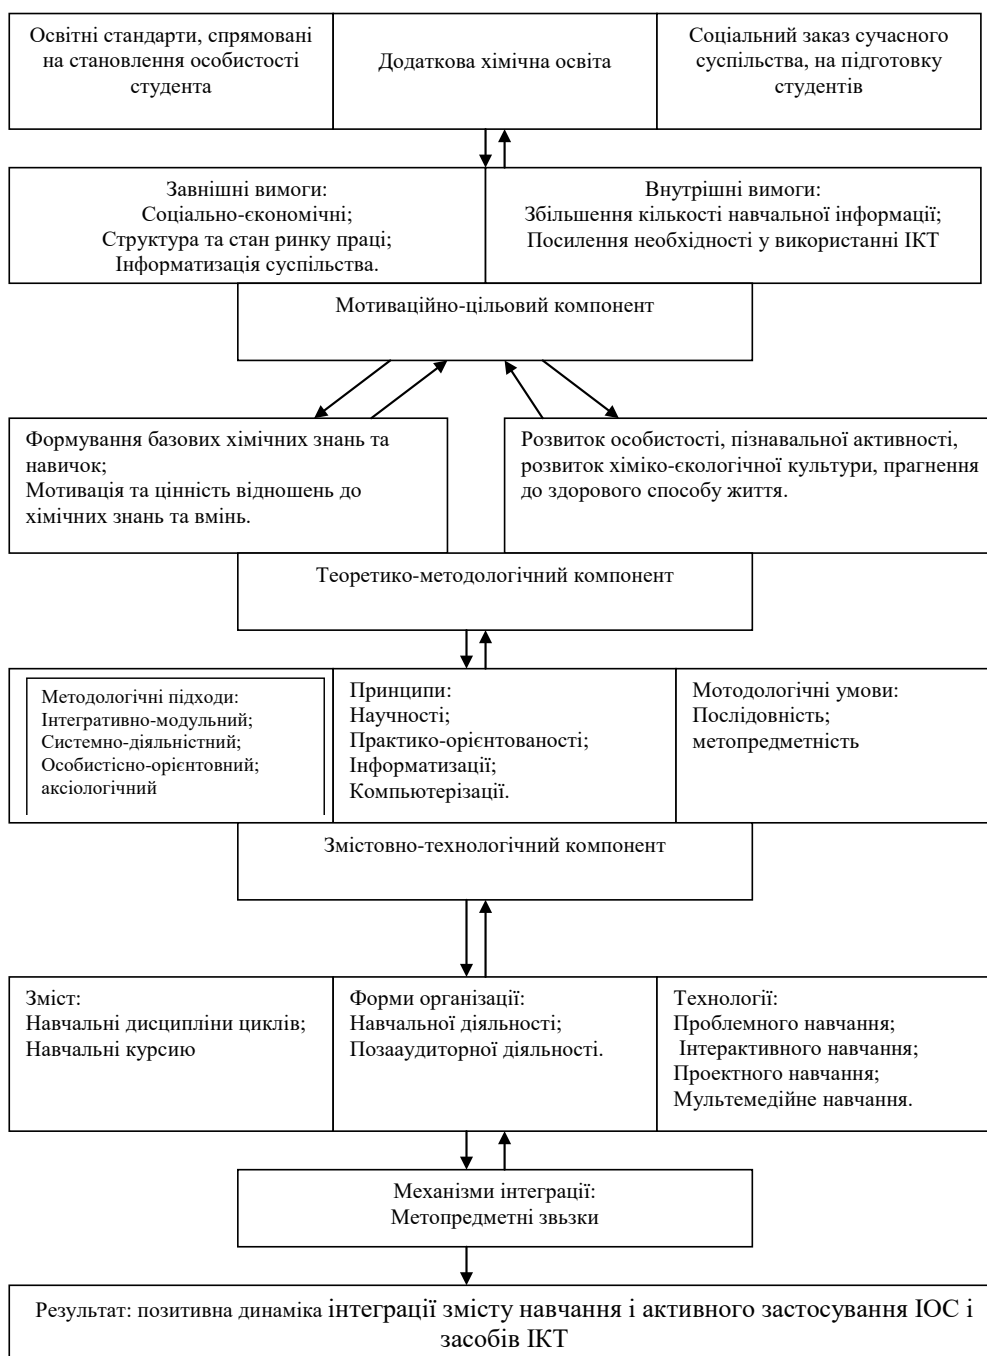 Освітні стандарти, спрямовані
на становлення особистості
студента
Додаткова хімічна освіта
Соціальний заказ сучасного
суспільства, на підготовку
студентів
Завнішні вимоги:
Соціально-єкономічні;
Структура та стан ринку праці;
Інформатизація суспільства.
Внутрішні вимоги:
Збільшення кількості навчальної інформації;
Посилення необхідності у використанні ІКТ
Мотиваційно-цільовий компонент
Формування базових хімічних знань та
навичок;
Мотивація та цінність відношень до
хімічних знань та вмінь.
Розвиток особистості, пізнавальної активності,
розвиток хіміко-єкологічної культури, прагнення
до здорового способу життя.
Теоретико-методологічний компонент
Методологічні підходи:
Інтегративно-модульний;
Системно-діяльністний;
Особистісно-орієнтовний;
аксіологічний
Принципи:
Научності;
Практико-орієнтованості;
Інформатизації;
Компьютерізації.
Мотодологічні умови:
Послідовність;
метопредметність
Змістовно-технологічний компонент
Зміст:
Навчальні дисципліни циклів;
Навчальні курсию
Форми організації:
Навчальної діяльності;
Позааудиторної діяльності.
Технології:
Проблемного навчання;
Інтерактивного навчання;
Проектного навчання;
Мультемедійне навчання.
Механізми інтеграції:
Метопредметні звьзки
Результат: позитивна динаміка інтеграції змісту навчання і активного застосування ІОС і
засобів ІКТ